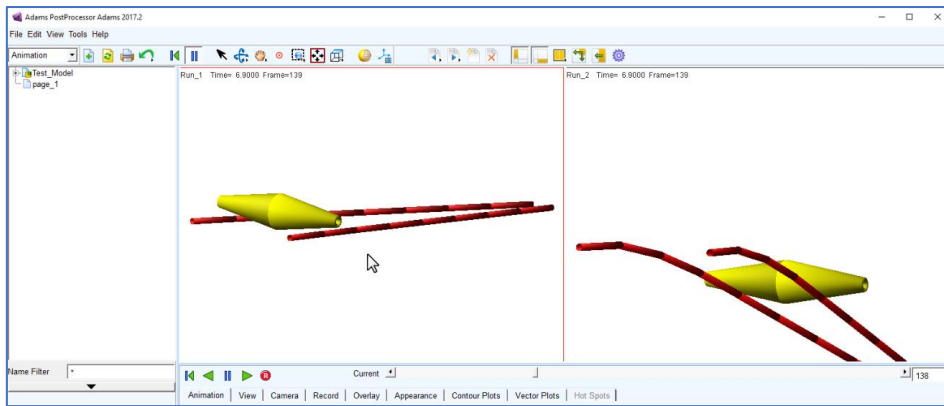 Adams PostProcessor Adams 2017.2
File Edit View Tools Help
Animation
Test_Model
page_1
Run_1 Time= 6.9000 Frame=139
Run_2 Time= 6.9000 Frame=139
Name Filter *
Current
138
Animation View Camera Record Overlay Appearance Contour Plots Vector Plots Hot Spots